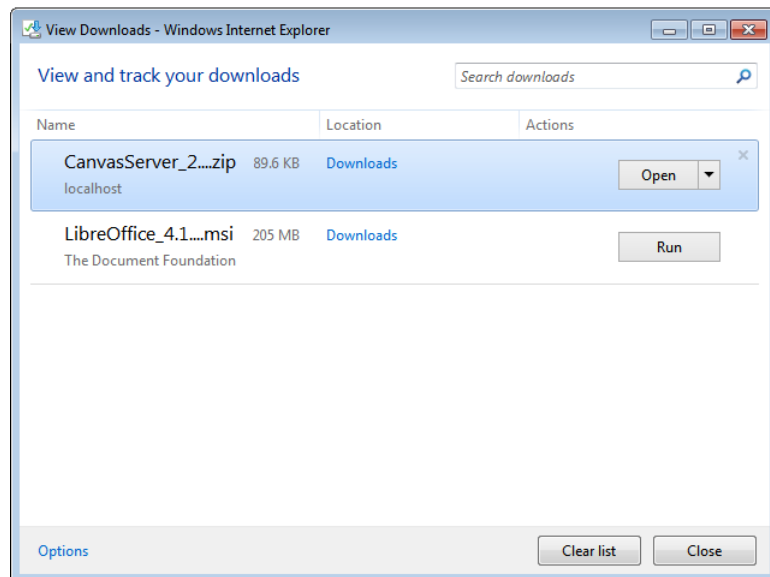 View Downloads - Windows Internet Explorer
View and track your downloads
Search downloads
Name Location Actions
CanvasServer_2....zip 89.6 KB Downloads Open
localhost
LibreOffice_4.1....msi 205 MB Downloads Run
The Document Foundation
Options Clear list Close